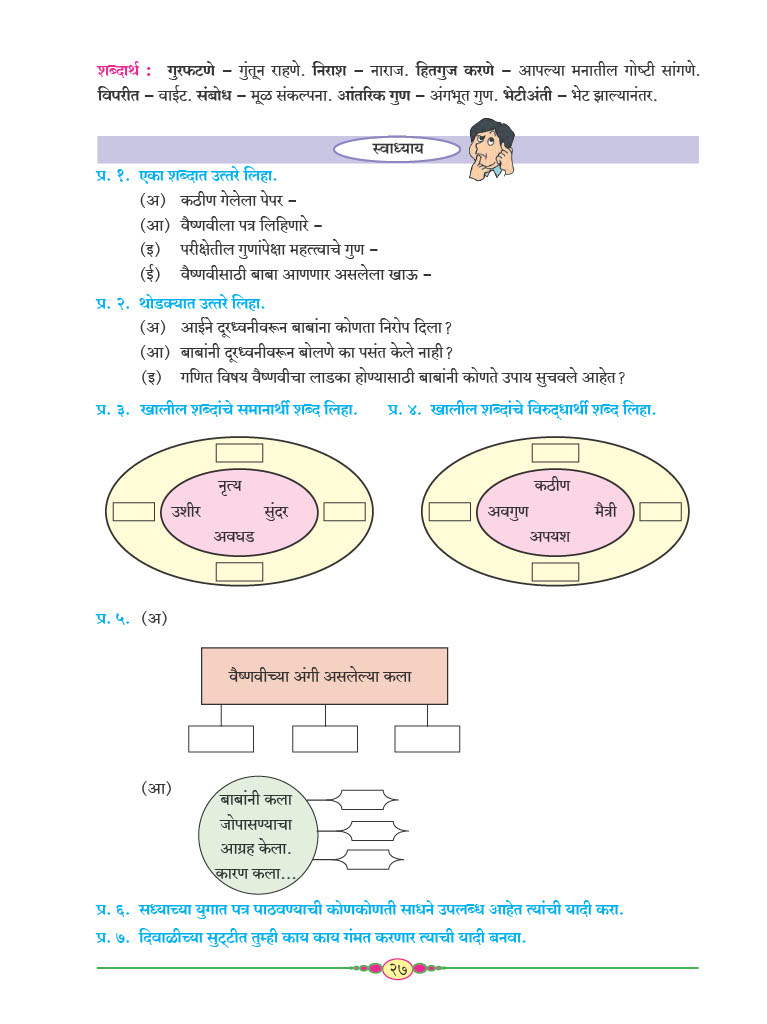 शब्दार्थ : गुरफटणे – गुंतून राहणे. निराश – नाराज. हितगुज करणे – आपल्या मनातील गोष्टी सांगणे.
विपरीत – वाईट. संबोध – मूळ संकल्पना. आंतरिक गुण – अंगभूत गुण. भेटीअंती – भेट झाल्यानंतर.
स्वाध्याय
प्र. १. एका शब्दात उत्तरे लिहा.
(अ) कठीण गेलेला पेपर –
(आ) वैष्णवीला पत्र लिहिणारे –
(इ) परीक्षेतील गुणांपेक्षा महत्त्वाचे गुण –
(ई) वैष्णवीसाठी बाबा आणणार असलेला खाऊ –
प्र. २. थोडक्यात उत्तरे लिहा.
(अ) आईने दूरध्वनीवरून बाबांना कोणता निरोप दिला?
(आ) बाबांनी दूरध्वनीवरून बोलणे का पसंत केले नाही?
(इ) गणित विषय वैष्णवीचा लाडका होण्यासाठी बाबांनी कोणते उपाय सुचवले आहेत?
प्र. ३. खालील शब्दांचे समानार्थी शब्द लिहा.
नृत्य
उशीर सुंदर
अवघड
प्र. ४. खालील शब्दांचे विरुद्धार्थी शब्द लिहा.
कठीण
अवगुण मैत्री
अपयश
प्र. ५. (अ)
वैष्णवीच्या अंगी असलेल्या कला
(आ)
बाबांनी कला
जोपासण्याचा
आग्रह केला.
कारण कला...
प्र. ६. सध्याच्या युगात पत्र पाठवण्याची कोणकोणती साधने उपलब्ध आहेत त्यांची यादी करा.
प्र. ७. दिवाळीच्या सुट्टीत तुम्ही काय काय गंमत करणार त्याची यादी बनवा.
२७